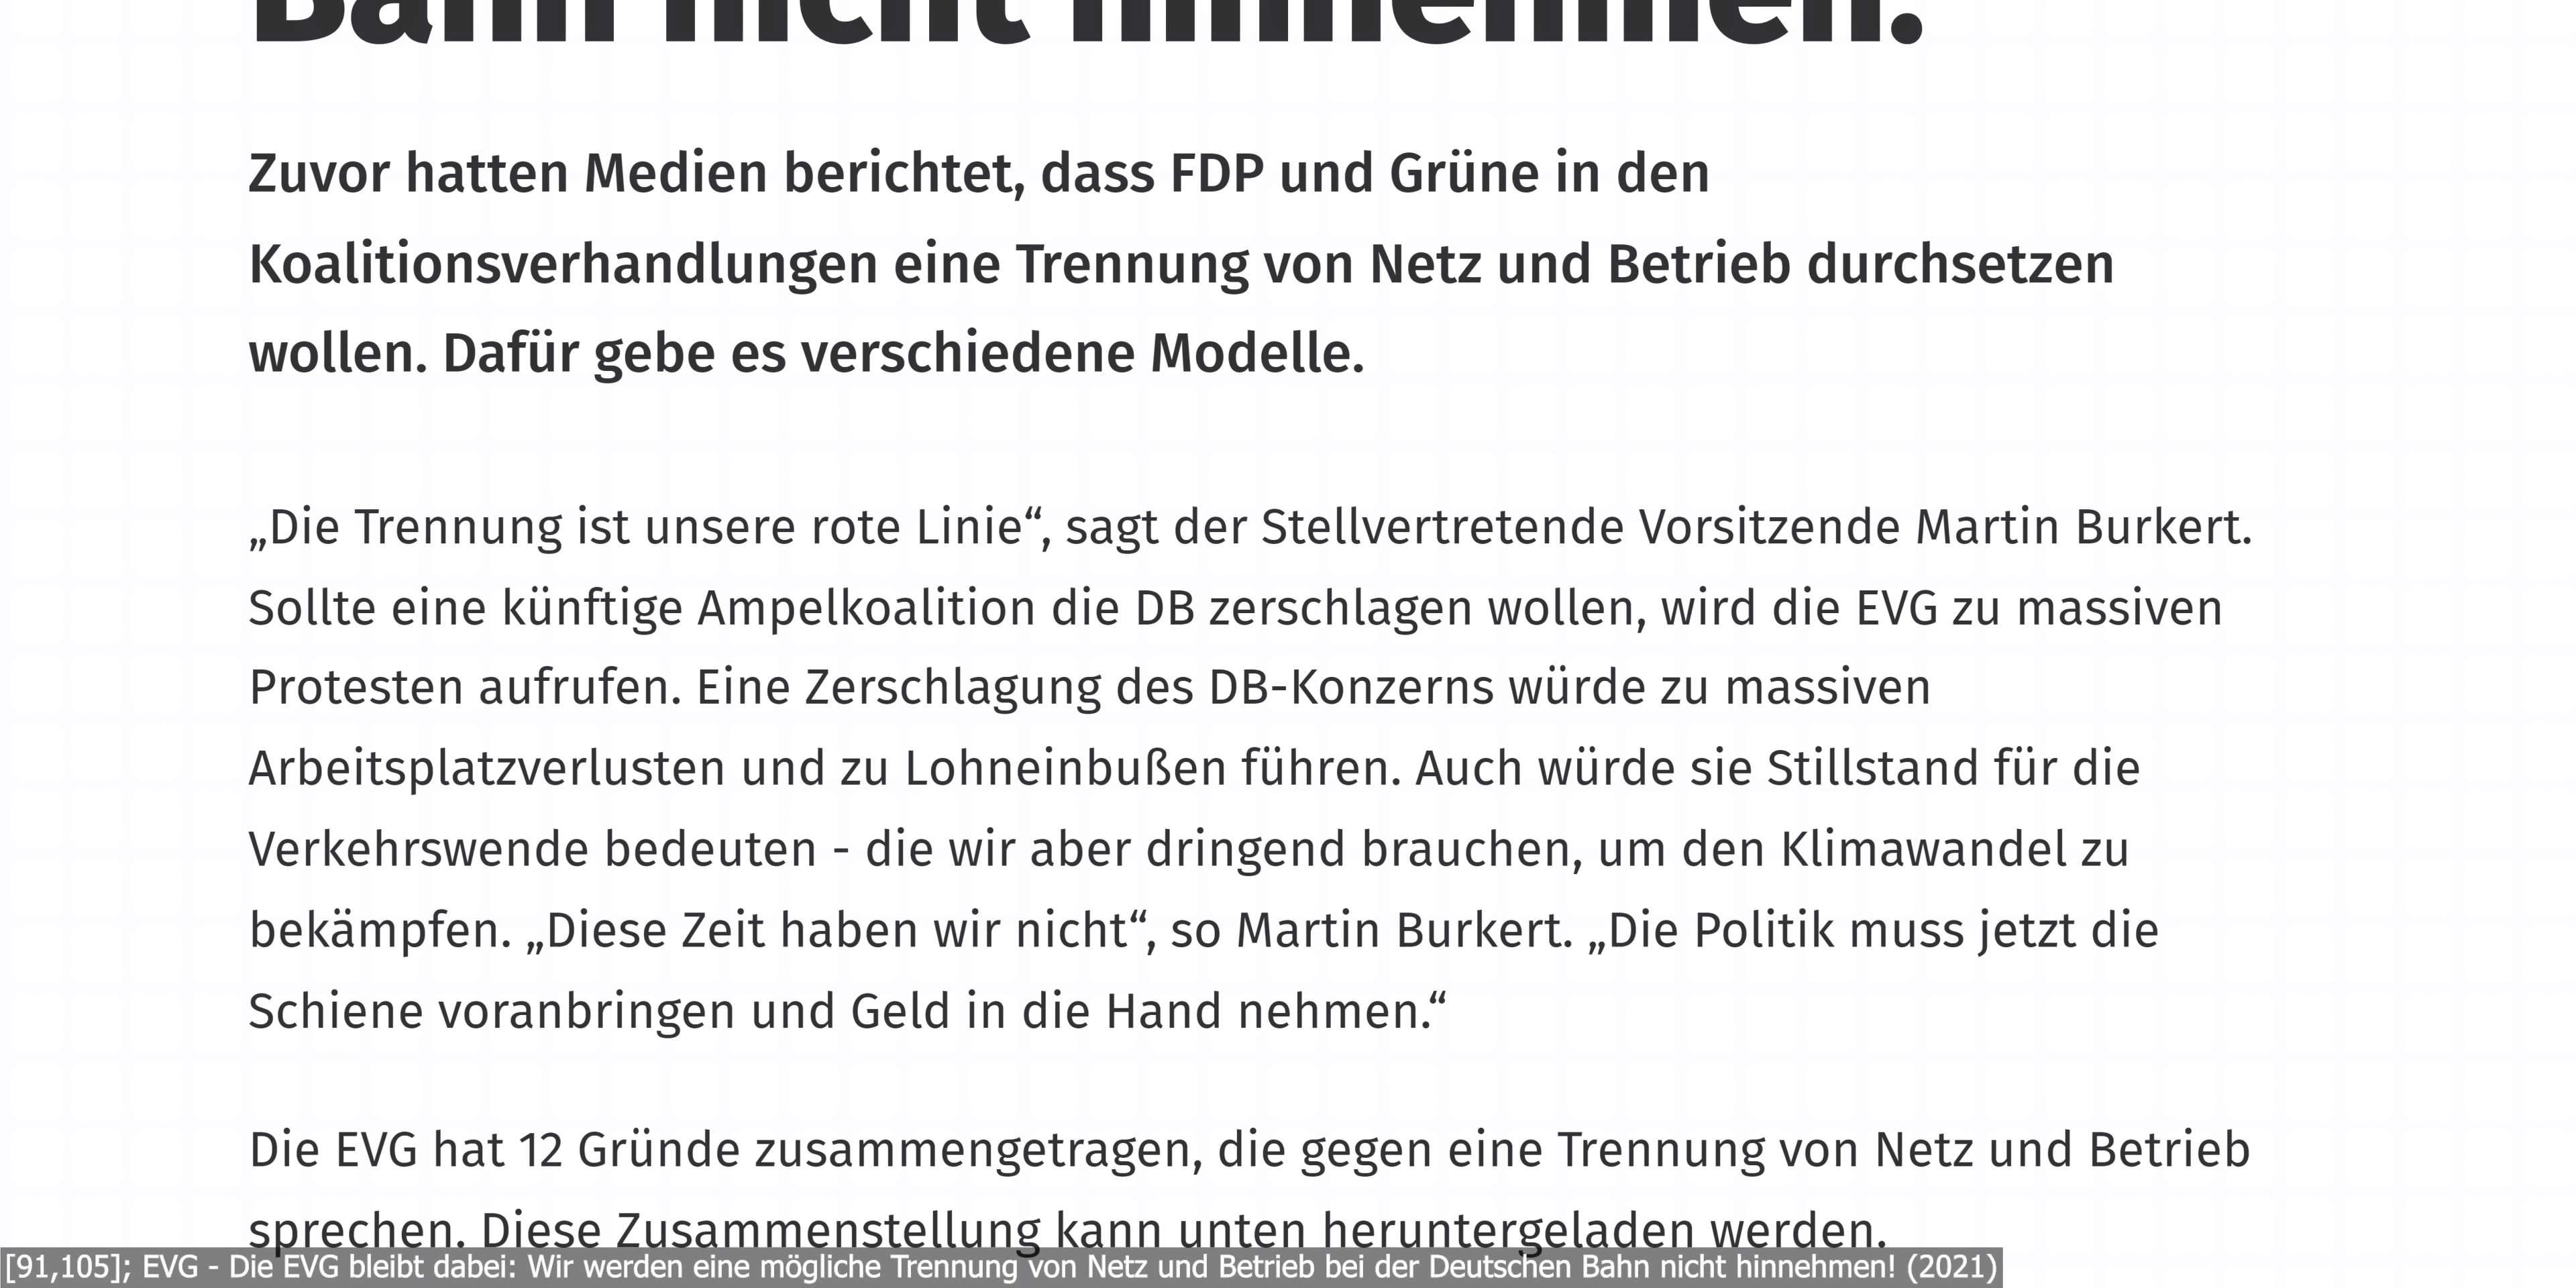 Bahn nicht hinnehmen.
Zuvor hatten Medien berichtet, dass FDP und Grüne in den
Koalitionsverhandlungen eine Trennung von Netz und Betrieb durchsetzen
wollen. Dafür gebe es verschiedene Modelle.
„Die Trennung ist unsere rote Linie“, sagt der Stellvertretende Vorsitzende Martin Burkert.
Sollte eine künftige Ampelkoalition die DB zerschlagen wollen, wird die EVG zu massiven
Protesten aufrufen. Eine Zerschlagung des DB-Konzerns würde zu massiven
Arbeitsplatzverlusten und zu Lohneinbußen führen. Auch würde sie Stillstand für die
Verkehrswende bedeuten - die wir aber dringend brauchen, um den Klimawandel zu
bekämpfen. „Diese Zeit haben wir nicht“, so Martin Burkert. „Die Politik muss jetzt die
Schiene voranbringen und Geld in die Hand nehmen.“
Die EVG hat 12 Gründe zusammengetragen, die gegen eine Trennung von Netz und Betrieb
sprechen. Diese Zusammenstellung kann unten heruntergeladen werden.
[91,105]; EVG - Die EVG bleibt dabei: Wir werden eine mögliche Trennung von Netz und Betrieb bei der Deutschen Bahn nicht hinnehmen! (2021)